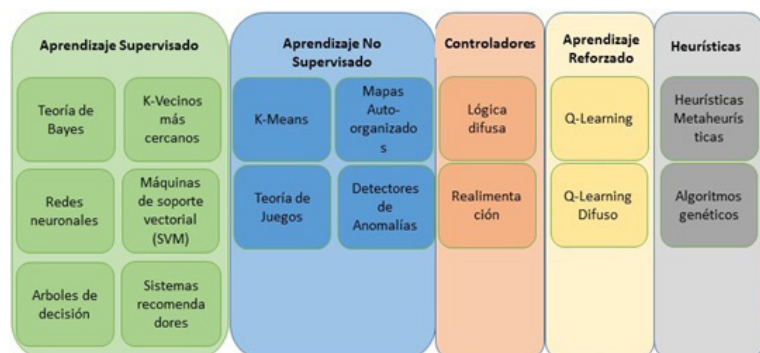 Aprendizaje Supervisado
Teoría de
Bayes
K-Vecinos
más
cercanos
Redes
neuronales
Máquinas
de soporte
vectorial
(SVM)
Arboles de
decisión
Sistemas
recomenda
dores
Aprendizaje No
Supervisado
K-Means
Mapas
Auto-
organizado
s
Teoría de
Juegos
Detectores
de
Anomalías
Controladores
Lógica
difusa
Realimenta
ción
Aprendizaje
Reforzado
Q-Learning
Q-Learning
Difuso
Heurísticas
Heurísticas
Metaheurís
ticas
Algoritmos
genéticos